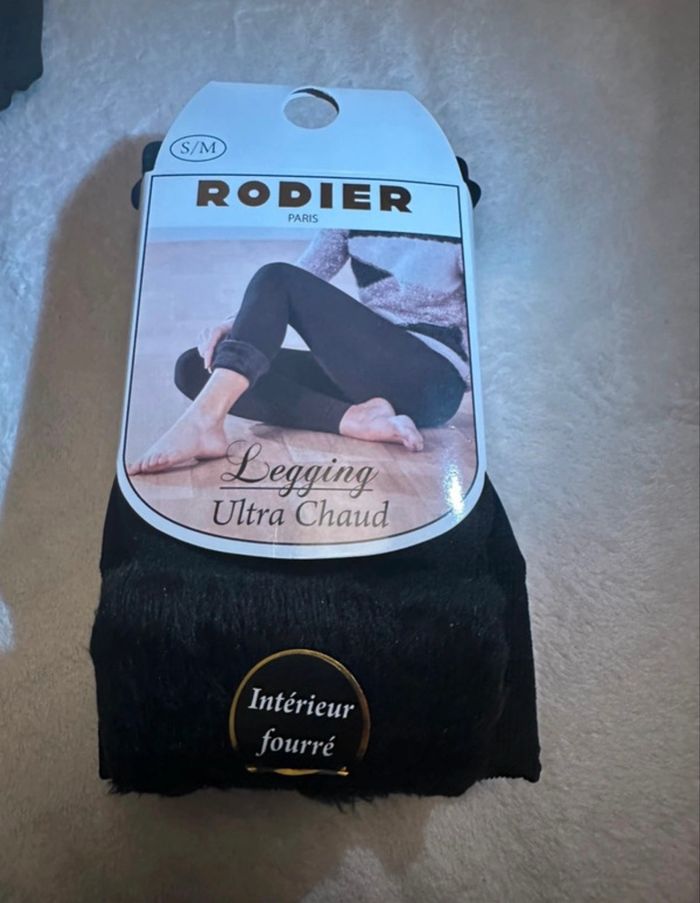 S/M
RODIER
PARIS
Legging
Ultra Chaud
Intérieur
fourré